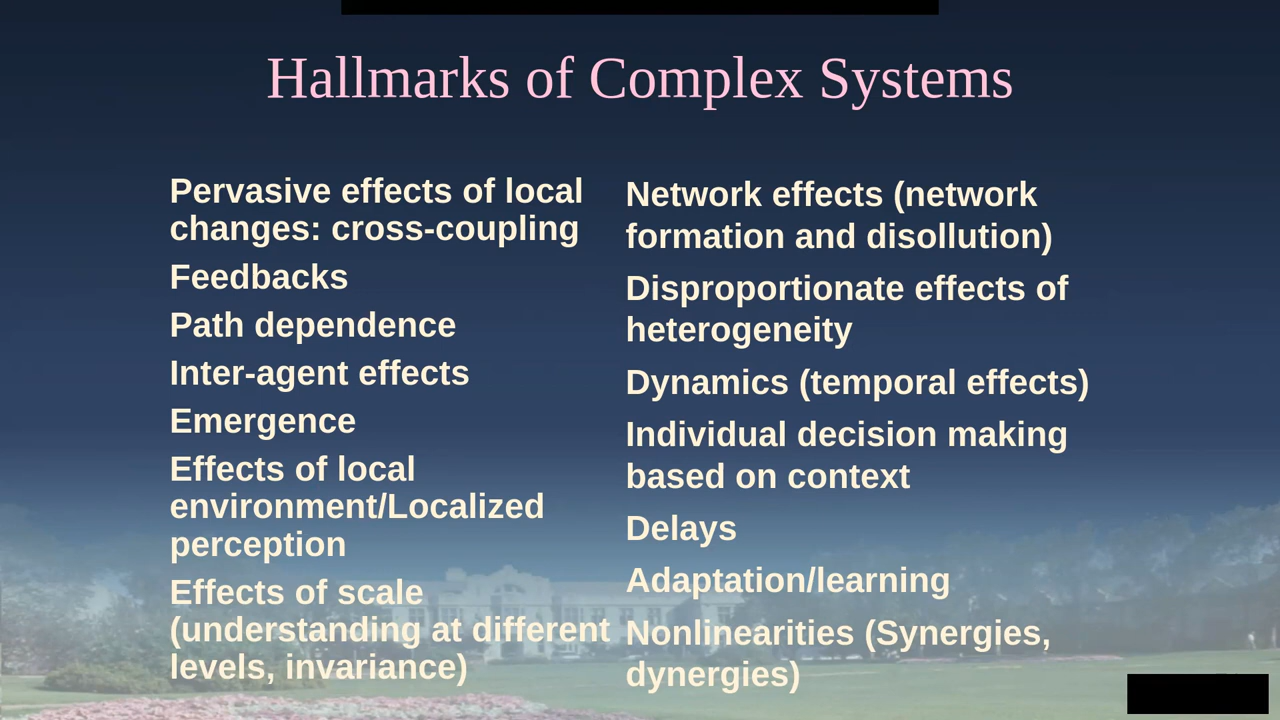 Hallmarks of Complex Systems
Pervasive effects of local
changes: cross-coupling
Feedbacks
Path dependence
Inter-agent effects
Emergence
Effects of local
environment/Localized
perception
Effects of scale
(understanding at different
levels, invariance)
Network effects (network
formation and disollution)
Disproportionate effects of
heterogeneity
Dynamics (temporal effects)
Individual decision making
based on context
Delays
Adaptation/learning
Nonlinearities (Synergies,
dynergies)